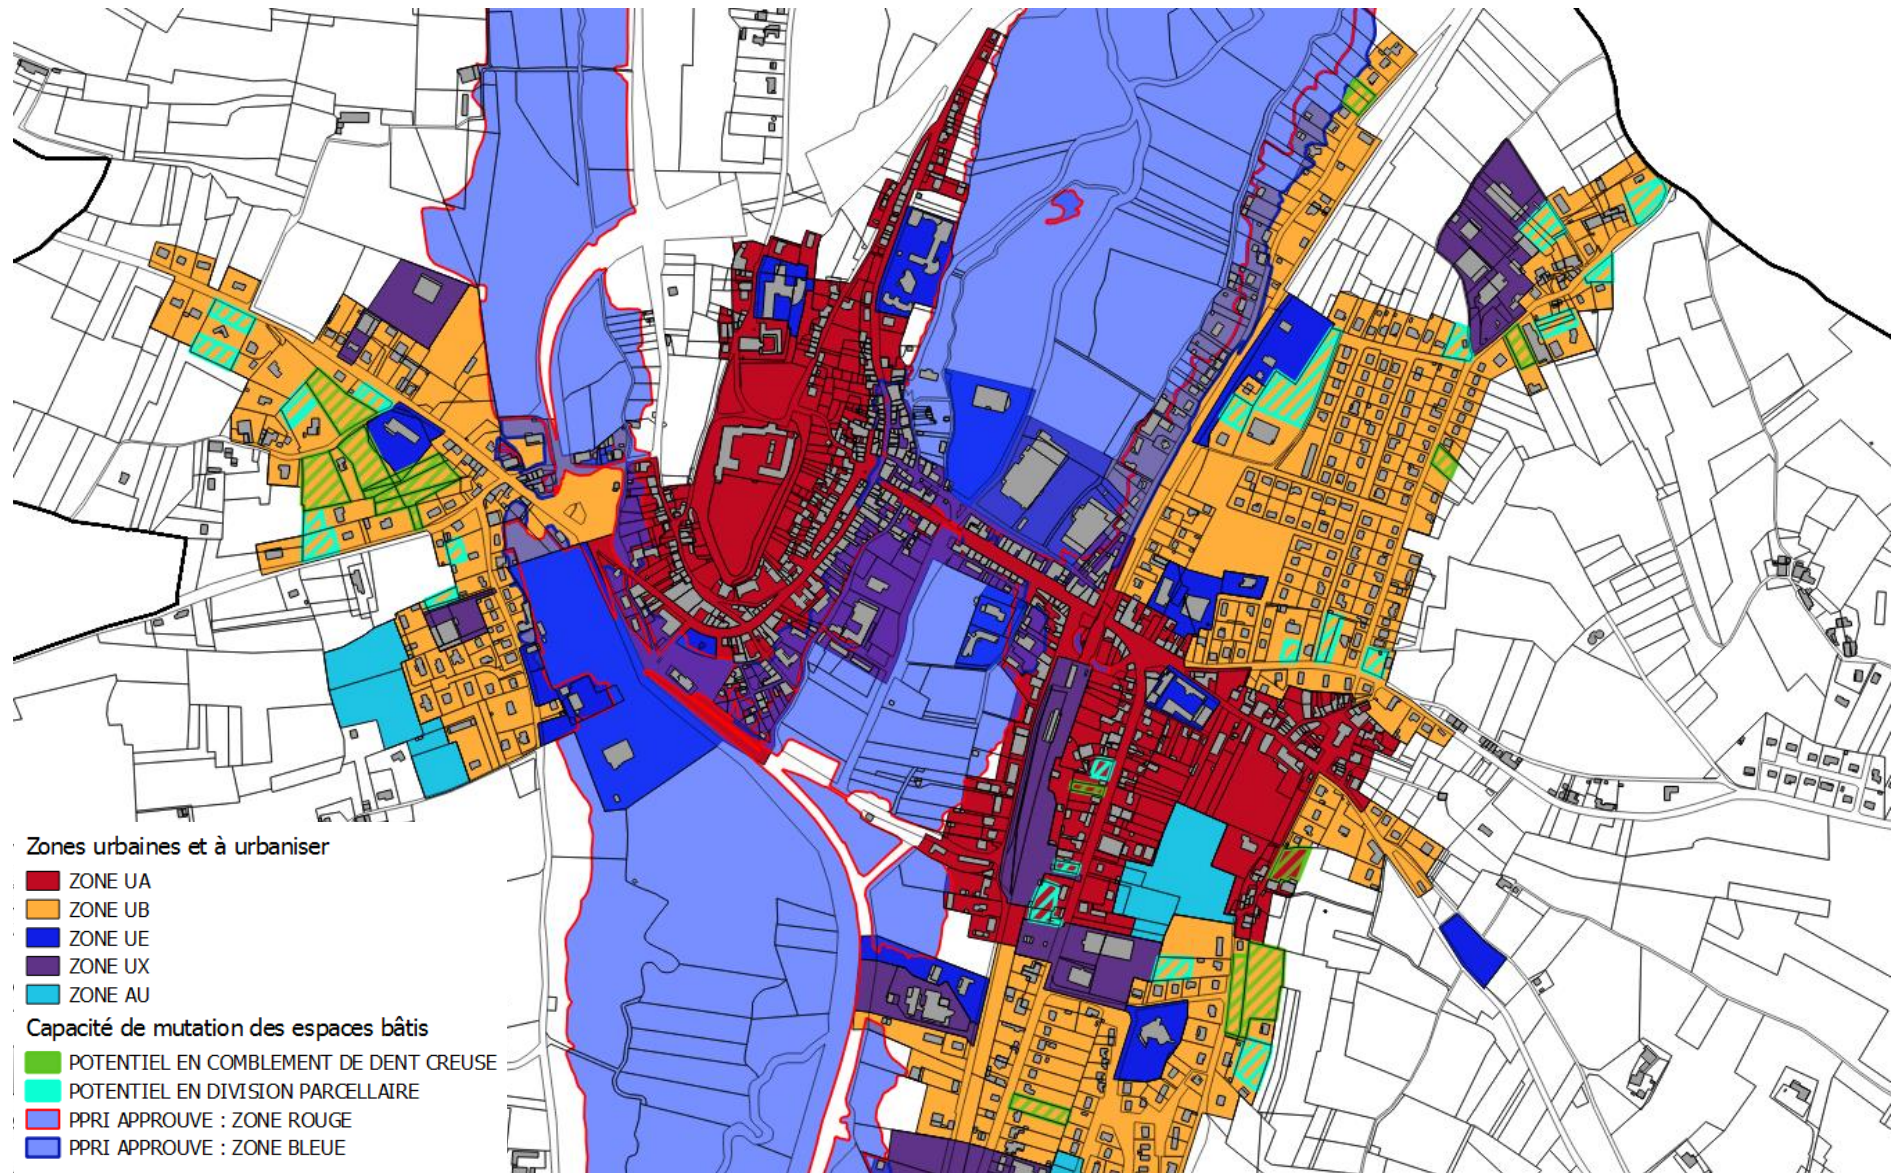 Zones urbaines et à urbaniser
ZONE UA
ZONE UB
ZONE UE
ZONE UX
ZONE AU
Capacité de mutation des espaces bâtis
POTENTIEL EN COMBLEMENT DE DENT CREUSE
POTENTIEL EN DIVISION PARCELLAIRE
PPRI APPROUVE : ZONE ROUGE
PPRI APPROUVE : ZONE BLEUE